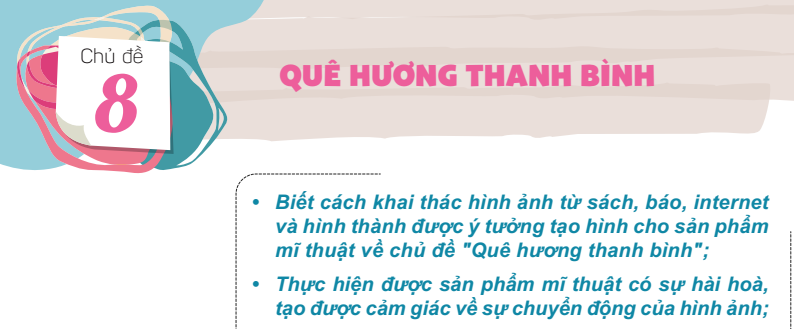 Chủ đề
8
QUÊ HƯƠNG THANH BÌNH
• Biết cách khai thác hình ảnh từ sách, báo, internet
và hình thành được ý tưởng tạo hình cho sản phẩm
mĩ thuật về chủ đề "Quê hương thanh bình";
• Thực hiện được sản phẩm mĩ thuật có sự hài hoà,
tạo được cảm giác về sự chuyển động của hình ảnh;